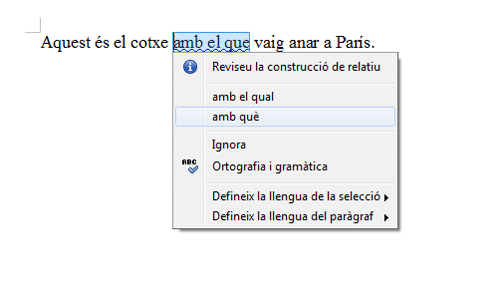 Aquest és el cotxe amb el que vaig anar a París.
Reviseu la construcció de relatiu
amb el qual
amb què
Ignora
ABC Ortografia i gramàtica
Defineix la llengua de la selecció
Defineix la llengua del paràgraf